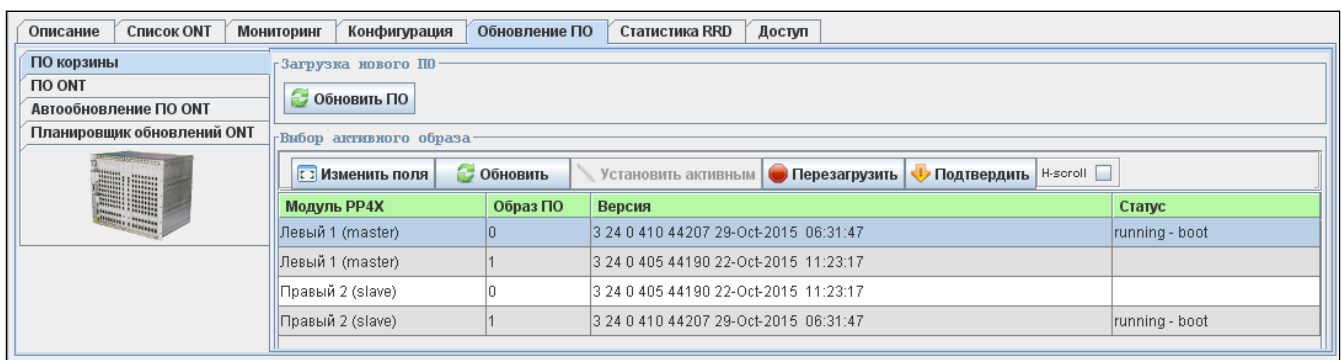 Описание Список ONT Мониторинг Конфигурация Обновление ПО Статистика RRD Доступ
ПО корзины
ПО ONT
Автообновление ПО ONT
Планировщик обновлений ONT
Загрузка нового ПО
Обновить ПО
Выбор активного образа
Изменить поля Обновить Установить активным Перезагрузить Подтвердить H-scroll
Модуль PP4X Образ ПО Версия Статус
Левый 1 (master) 0 3 24 0 410 44207 29-Oct-2015 06:31:47 running - boot
Левый 1 (master) 1 3 24 0 405 44190 22-Oct-2015 11:23:17
Правый 2 (slave) 0 3 24 0 405 44190 22-Oct-2015 11:23:17
Правый 2 (slave) 1 3 24 0 410 44207 29-Oct-2015 06:31:47 running - boot